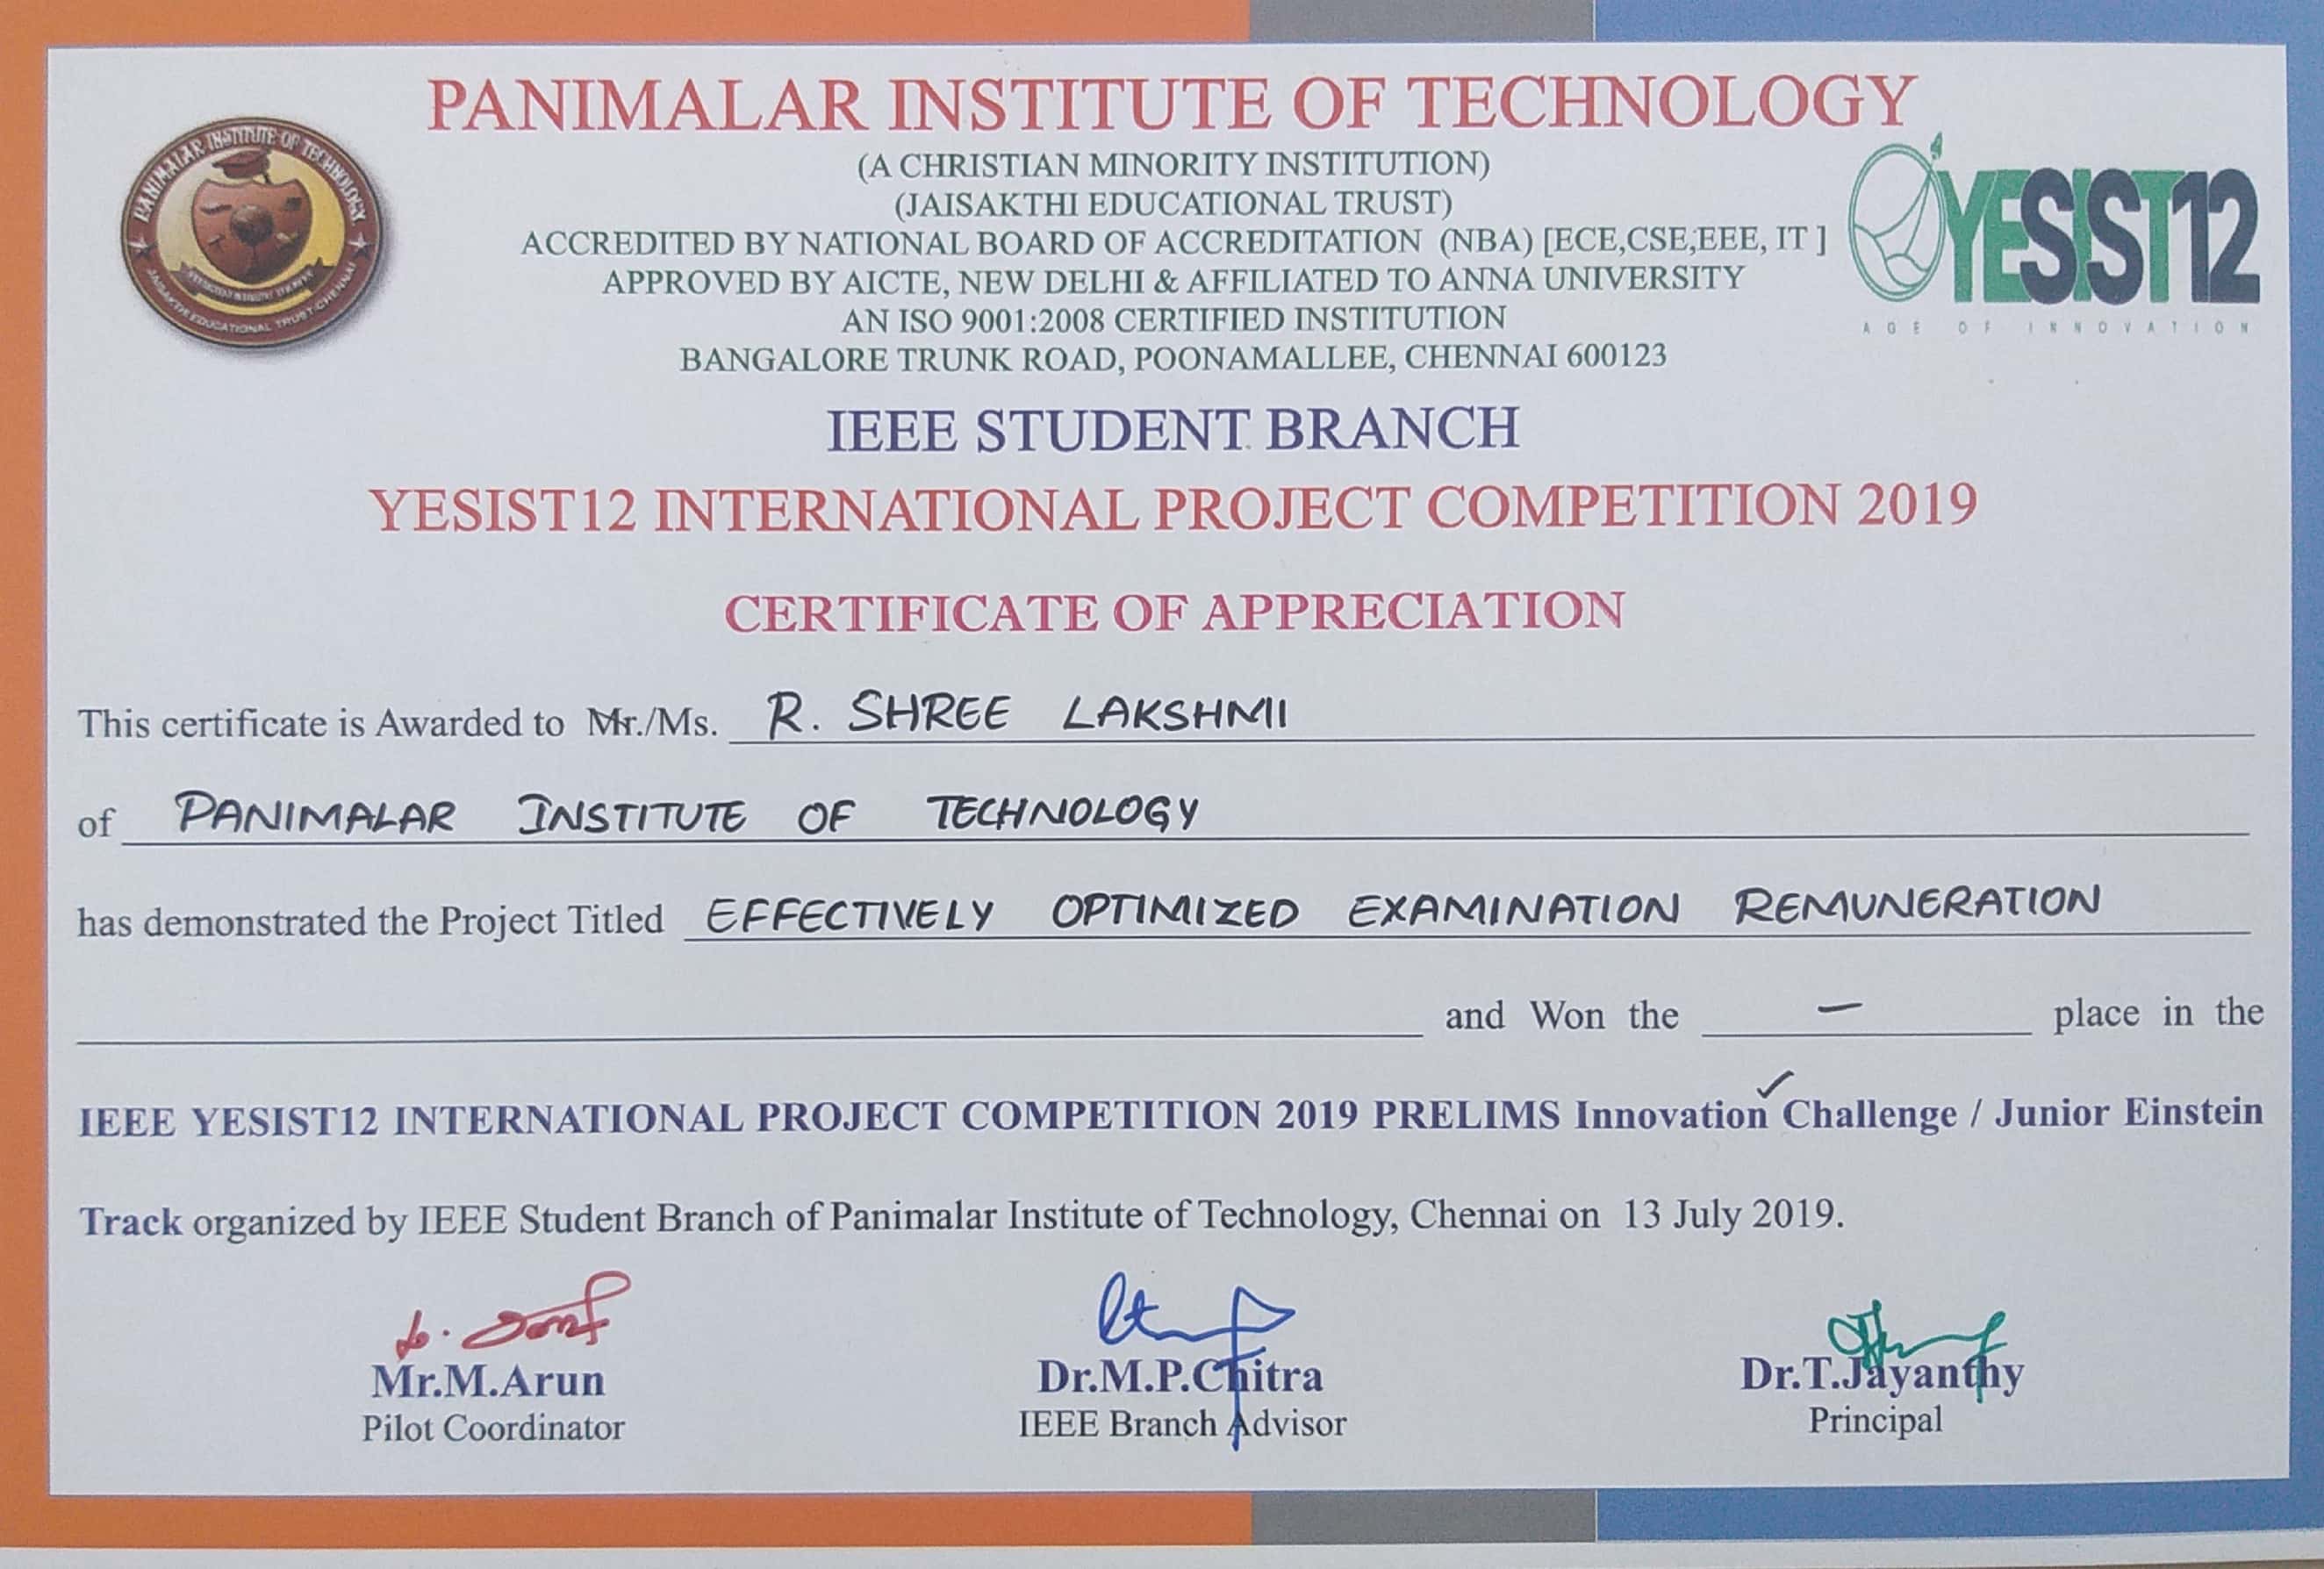 PANIMALAR INSTITUTE OF TECHNOLOGY
(A CHRISTIAN MINORITY INSTITUTION)
(JAISAKTHI EDUCATIONAL TRUST)
ACCREDITED BY NATIONAL BOARD OF ACCREDITATION (NBA) [ECE,CSE,EEE, IT ]
APPROVED BY AICTE, NEW DELHI & AFFILIATED TO ANNA UNIVERSITY
AN ISO 9001:2008 CERTIFIED INSTITUTION
BANGALORE TRUNK ROAD, POONAMALLEE, CHENNAI 600123
PANIMALAR INSTITUTE OF TECHNOLOGY
JAISAKTHI EDUCATIONAL TRUST-CHENNAI
YESIST12
AGE OF INNOVATION
IEEE STUDENT BRANCH
YESIST12 INTERNATIONAL PROJECT COMPETITION 2019
CERTIFICATE OF APPRECIATION
This certificate is Awarded to Mr./Ms. R. SHREE LAKSHMII
of PANIMALAR INSTITUTE OF TECHNOLOGY
has demonstrated the Project Titled EFFECTIVELY OPTIMIZED EXAMINATION REMUNERATION
and Won the — place in the
IEEE YESIST12 INTERNATIONAL PROJECT COMPETITION 2019 PRELIMS Innovation ✓ Challenge / Junior Einstein
Track organized by IEEE Student Branch of Panimalar Institute of Technology, Chennai on 13 July 2019.
Mr.M.Arun
Pilot Coordinator
Dr.M.P.Chitra
IEEE Branch Advisor
Dr.T.Jayanthy
Principal